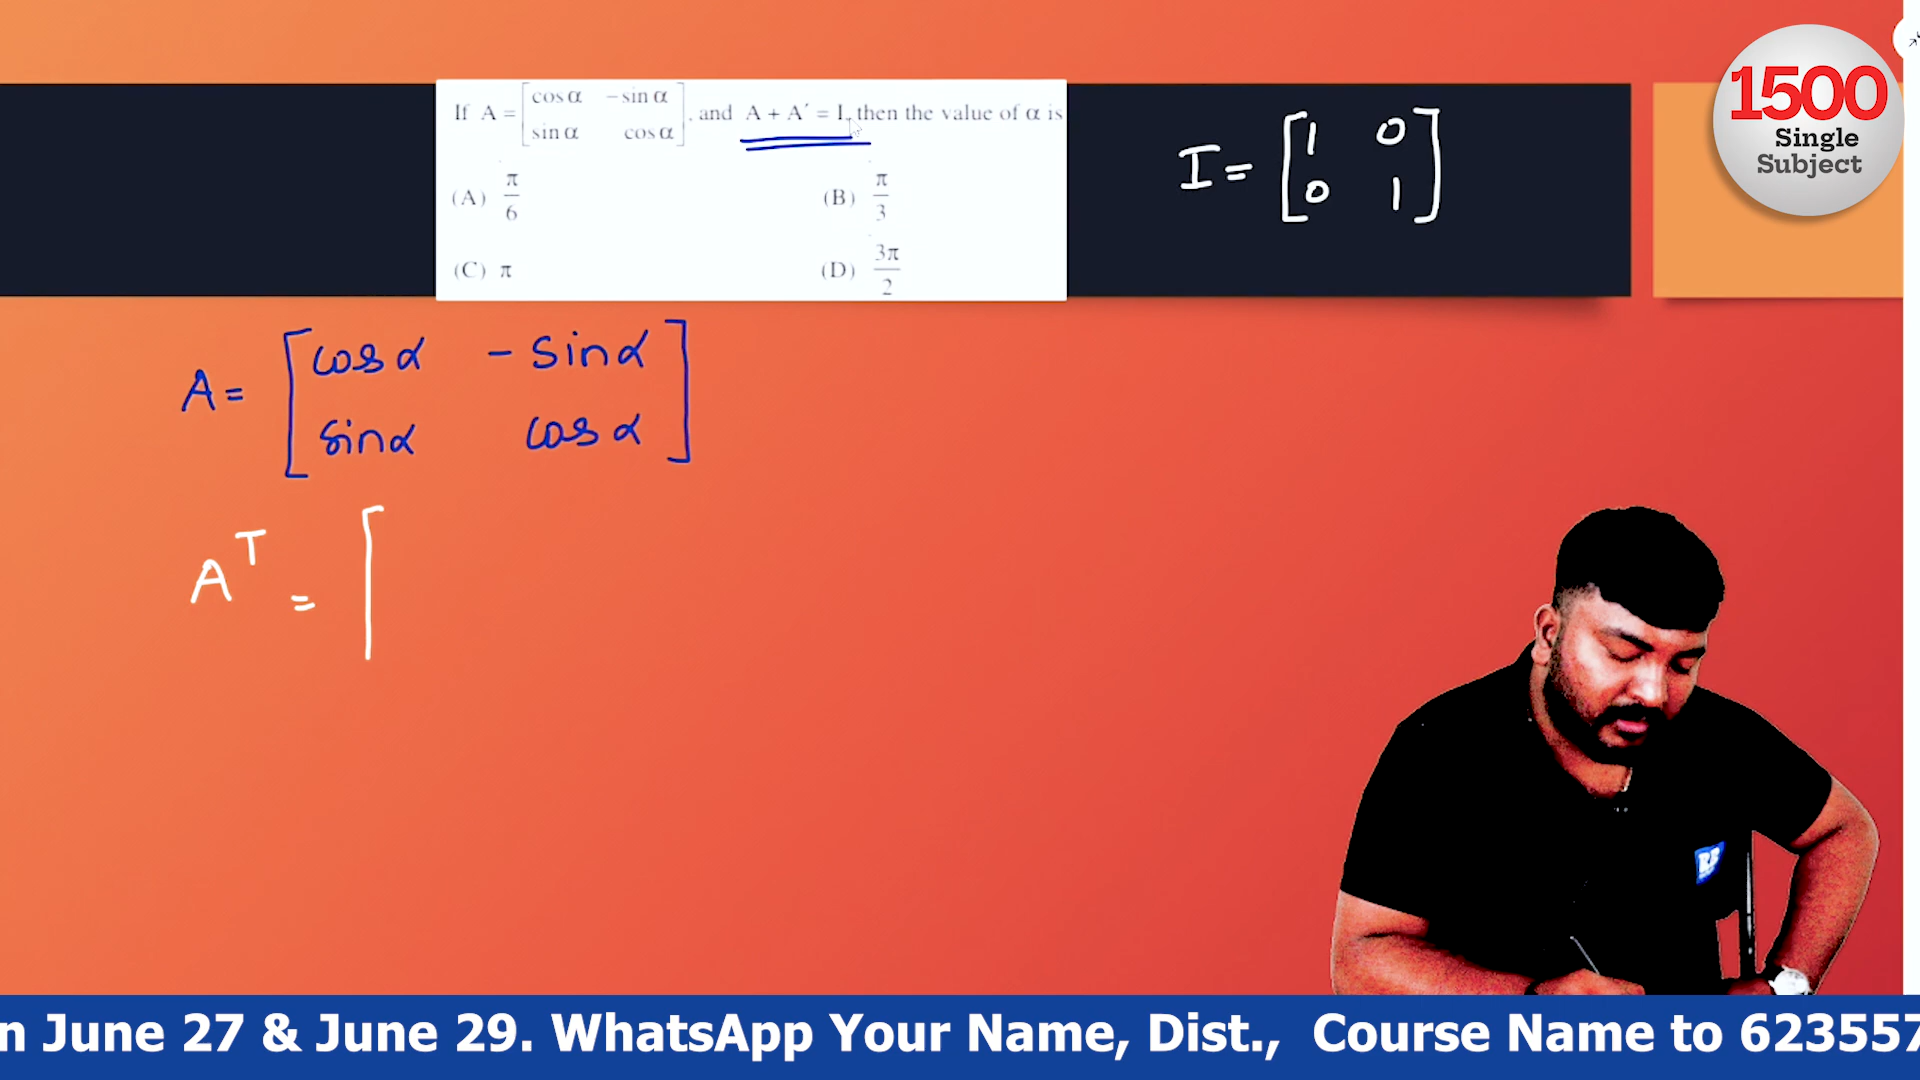 If A = [cos α −sin α
sin α cos α], and A + A′ = I, then the value of α is
(A) π/6 (B) π/3
(C) π (D) 3π/2
I = [1 0
0 1]
1500
Single
Subject
A = [cos α − sin α
sin α cos α]
A^T = [
n June 27 & June 29. WhatsApp Your Name, Dist., Course Name to 623557